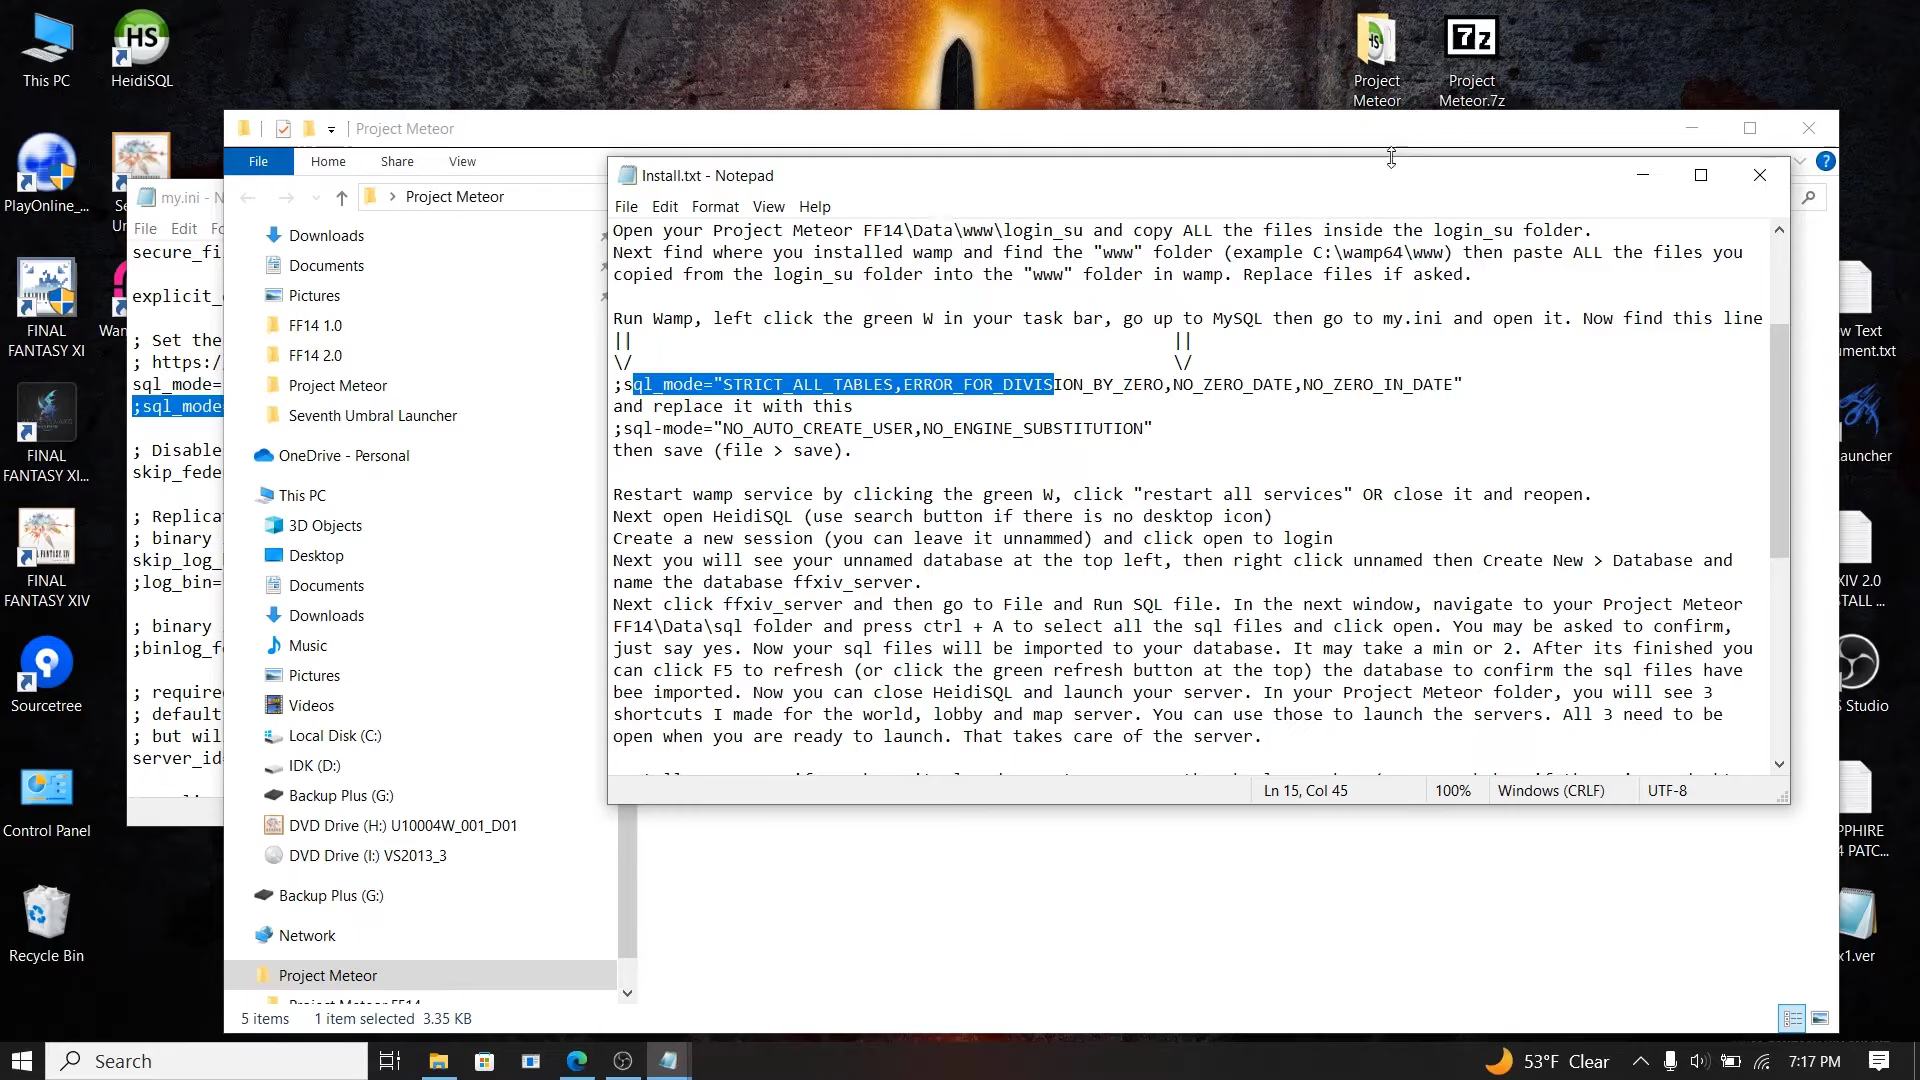 This PC
HeidiSQL
PlayOnline_...
FINAL
FANTASY XI
FINAL
FANTASY XI...
FINAL
FANTASY XIV
Sourcetree
Control Panel
Recycle Bin
Project
Meteor
Project
Meteor.7z
Project Meteor
File Home Share View
Project Meteor
my.ini - N
File Edit
secure_fi
explicit_
; Set the
; https:/
sql_mode=
;sql_mode
; Disable
skip_fede
; Replicat
; binary
skip_log_
;log_bin=
; binary
;binlog_f
; require
; default
; but wil
server_id
Downloads
Documents
Pictures
FF14 1.0
FF14 2.0
Project Meteor
Seventh Umbral Launcher
OneDrive - Personal
This PC
3D Objects
Desktop
Documents
Downloads
Music
Pictures
Videos
Local Disk (C:)
IDK (D:)
Backup Plus (G:)
DVD Drive (H:) U10004W_001_D01
DVD Drive (I:) VS2013_3
Backup Plus (G:)
Network
Project Meteor
Project Meteor FF14
5 items 1 item selected 3.35 KB
Install.txt - Notepad
File Edit Format View Help
Open your Project Meteor FF14\Data\www\login_su and copy ALL the files inside the login_su folder.
Next find where you installed wamp and find the "www" folder (example C:\wamp64\www) then paste ALL the files you
copied from the login_su folder into the "www" folder in wamp. Replace files if asked.
Run Wamp, left click the green W in your task bar, go up to MySQL then go to my.ini and open it. Now find this line
|| ||
\/ \/
;sql_mode="STRICT_ALL_TABLES,ERROR_FOR_DIVISION_BY_ZERO,NO_ZERO_DATE,NO_ZERO_IN_DATE"
and replace it with this
;sql-mode="NO_AUTO_CREATE_USER,NO_ENGINE_SUBSTITUTION"
then save (file > save).
Restart wamp service by clicking the green W, click "restart all services" OR close it and reopen.
Next open HeidiSQL (use search button if there is no desktop icon)
Create a new session (you can leave it unnammed) and click open to login
Next you will see your unnamed database at the top left, then right click unnamed then Create New > Database and
name the database ffxiv_server.
Next click ffxiv_server and then go to File and Run SQL file. In the next window, navigate to your Project Meteor
FF14\Data\sql folder and press ctrl + A to select all the sql files and click open. You may be asked to confirm,
just say yes. Now your sql files will be imported to your database. It may take a min or 2. After its finished you
can click F5 to refresh (or click the green refresh button at the top) the database to confirm the sql files have
bee imported. Now you can close HeidiSQL and launch your server. In your Project Meteor folder, you will see 3
shortcuts I made for the world, lobby and map server. You can use those to launch the servers. All 3 need to be
open when you are ready to launch. That takes care of the server.
Ln 15, Col 45 100% Windows (CRLF) UTF-8
w Text
ument.txt
auncher
XIV 2.0
TALL ...
S Studio
PPHIRE
4 PATC...
x1.ver
Search
53°F Clear
7:17 PM